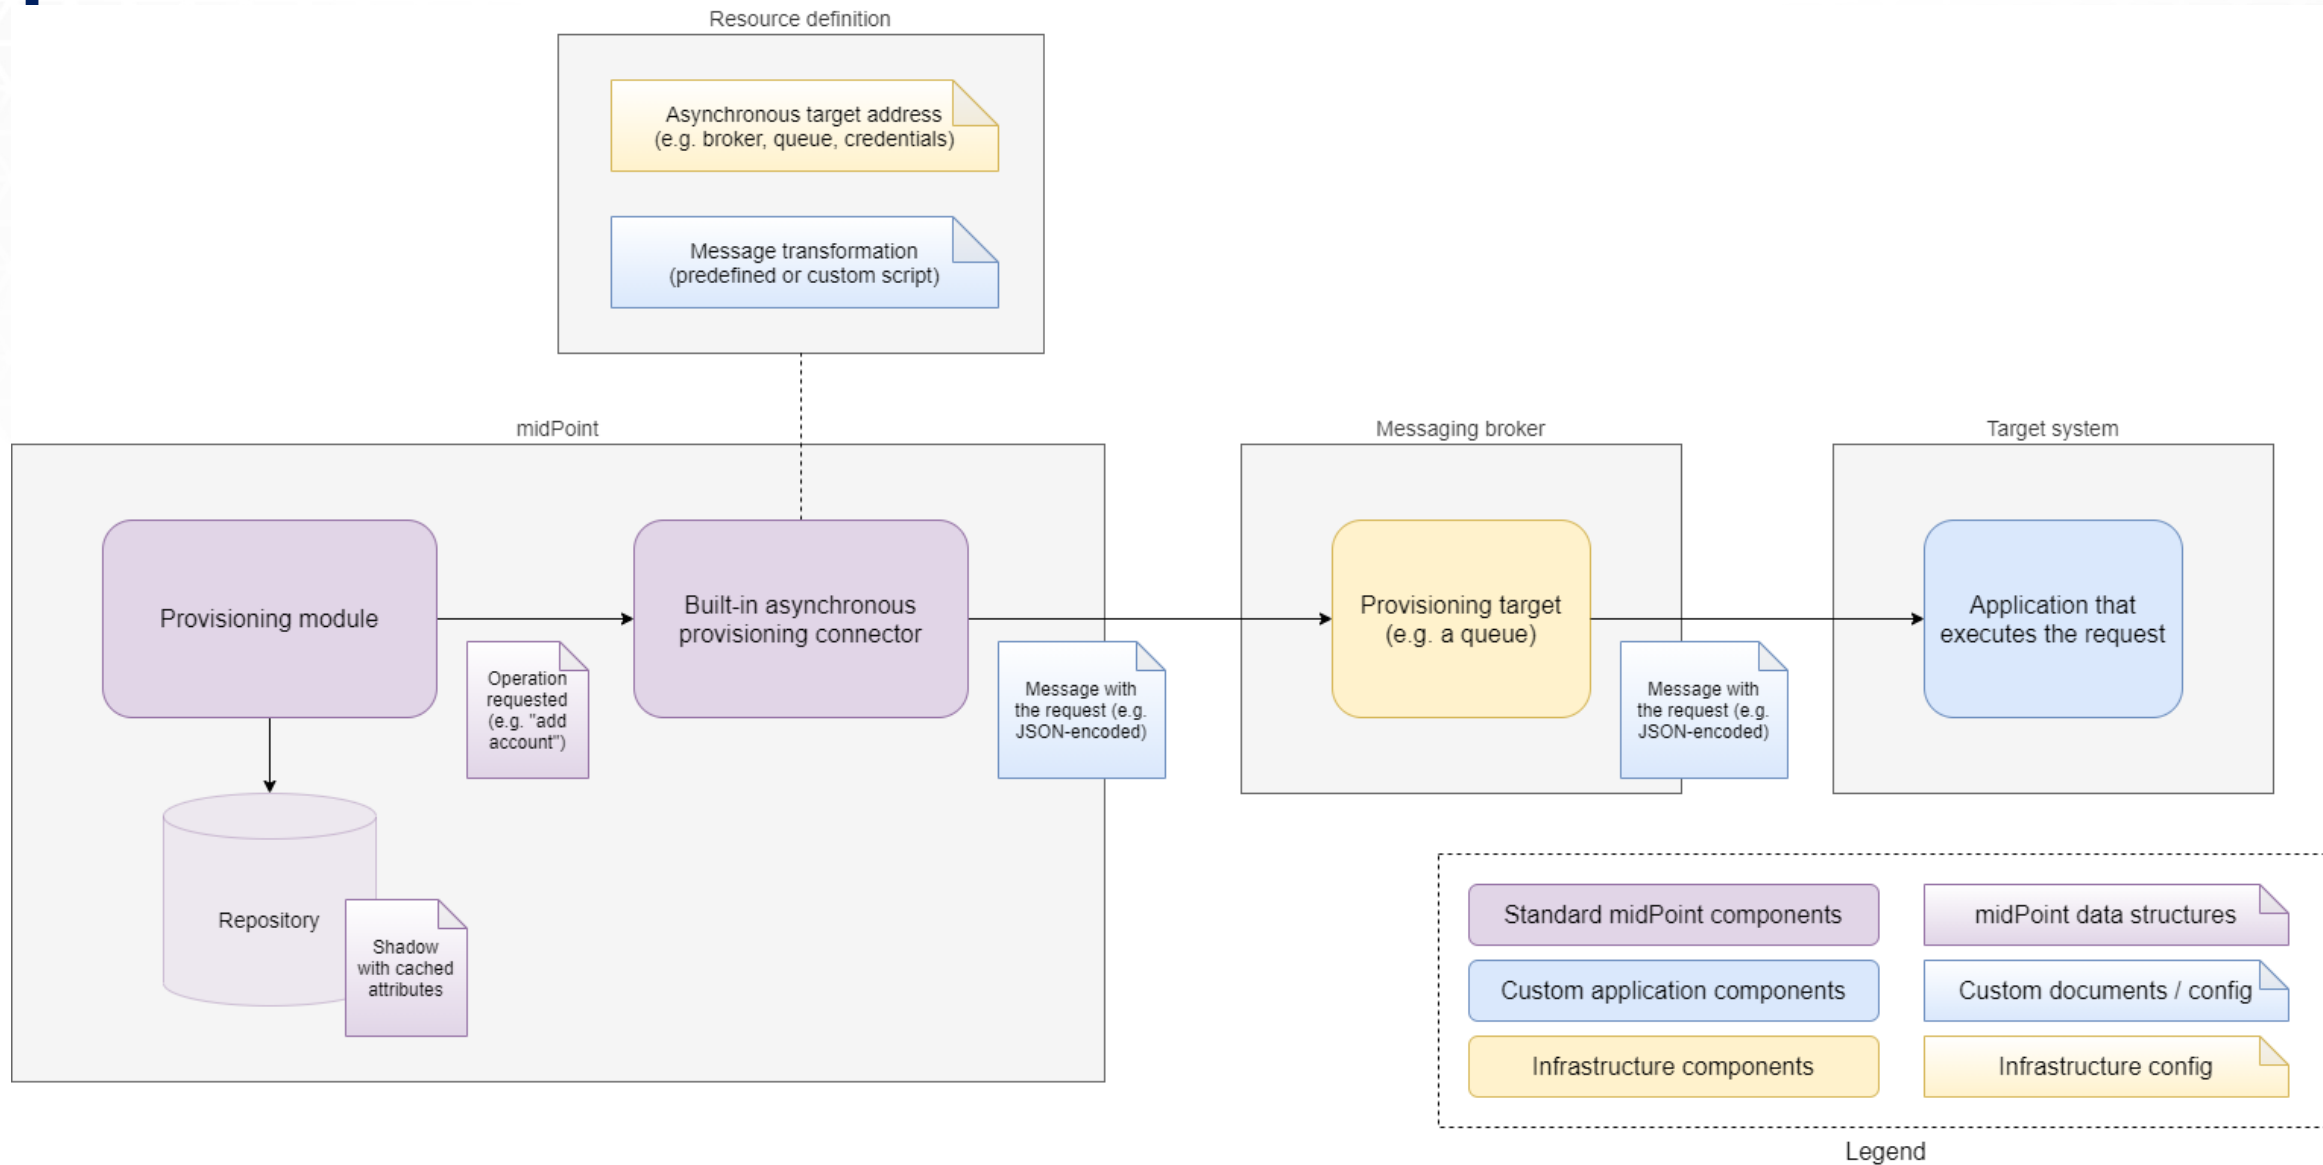 Resource definition
Asynchronous target address
(e.g. broker, queue, credentials)
Message transformation
(predefined or custom script)
midPoint
Messaging broker
Target system
Provisioning module
Built-in asynchronous
provisioning connector
Provisioning target
(e.g. a queue)
Application that
executes the request
Operation
requested
(e.g. "add
account")
Message with
the request (e.g.
JSON-encoded)
Message with
the request (e.g.
JSON-encoded)
Repository
Shadow
with cached
attributes
Standard midPoint components
midPoint data structures
Custom application components
Custom documents / config
Infrastructure components
Infrastructure config
Legend